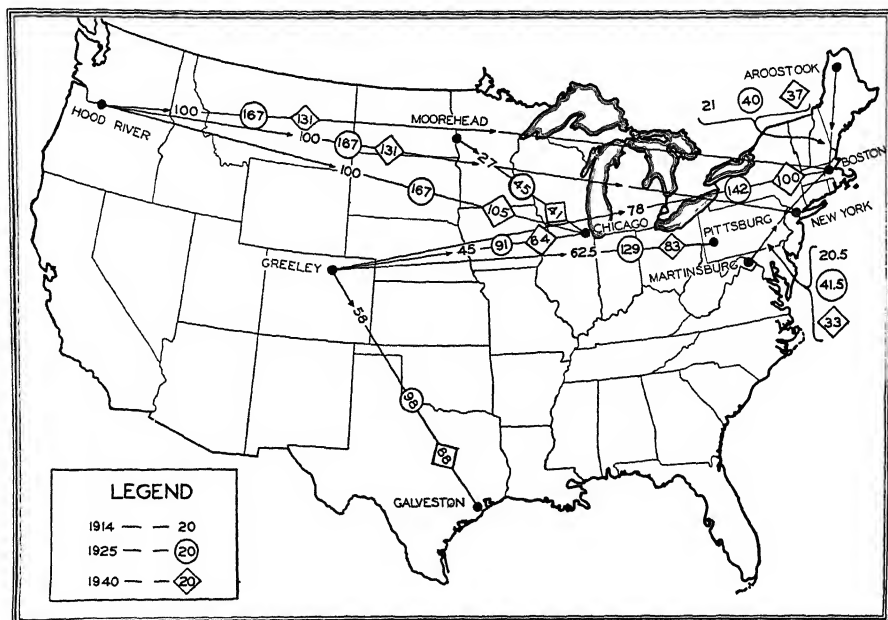 AROOSTOOK
21 40 37
MOOREHEAD
HOOD RIVER
100 167 131
100 167 131
100 167 105
27 45 41
BOSTON
78 142 100
NEW YORK
CHICAGO
PITTSBURG
45 91 84
62.5 129 83
MARTINSBURG
20.5
41.5
33
GREELEY
58
98
88
GALVESTON
LEGEND
1914 — — 20
1925 — — 20
1940 — — 20